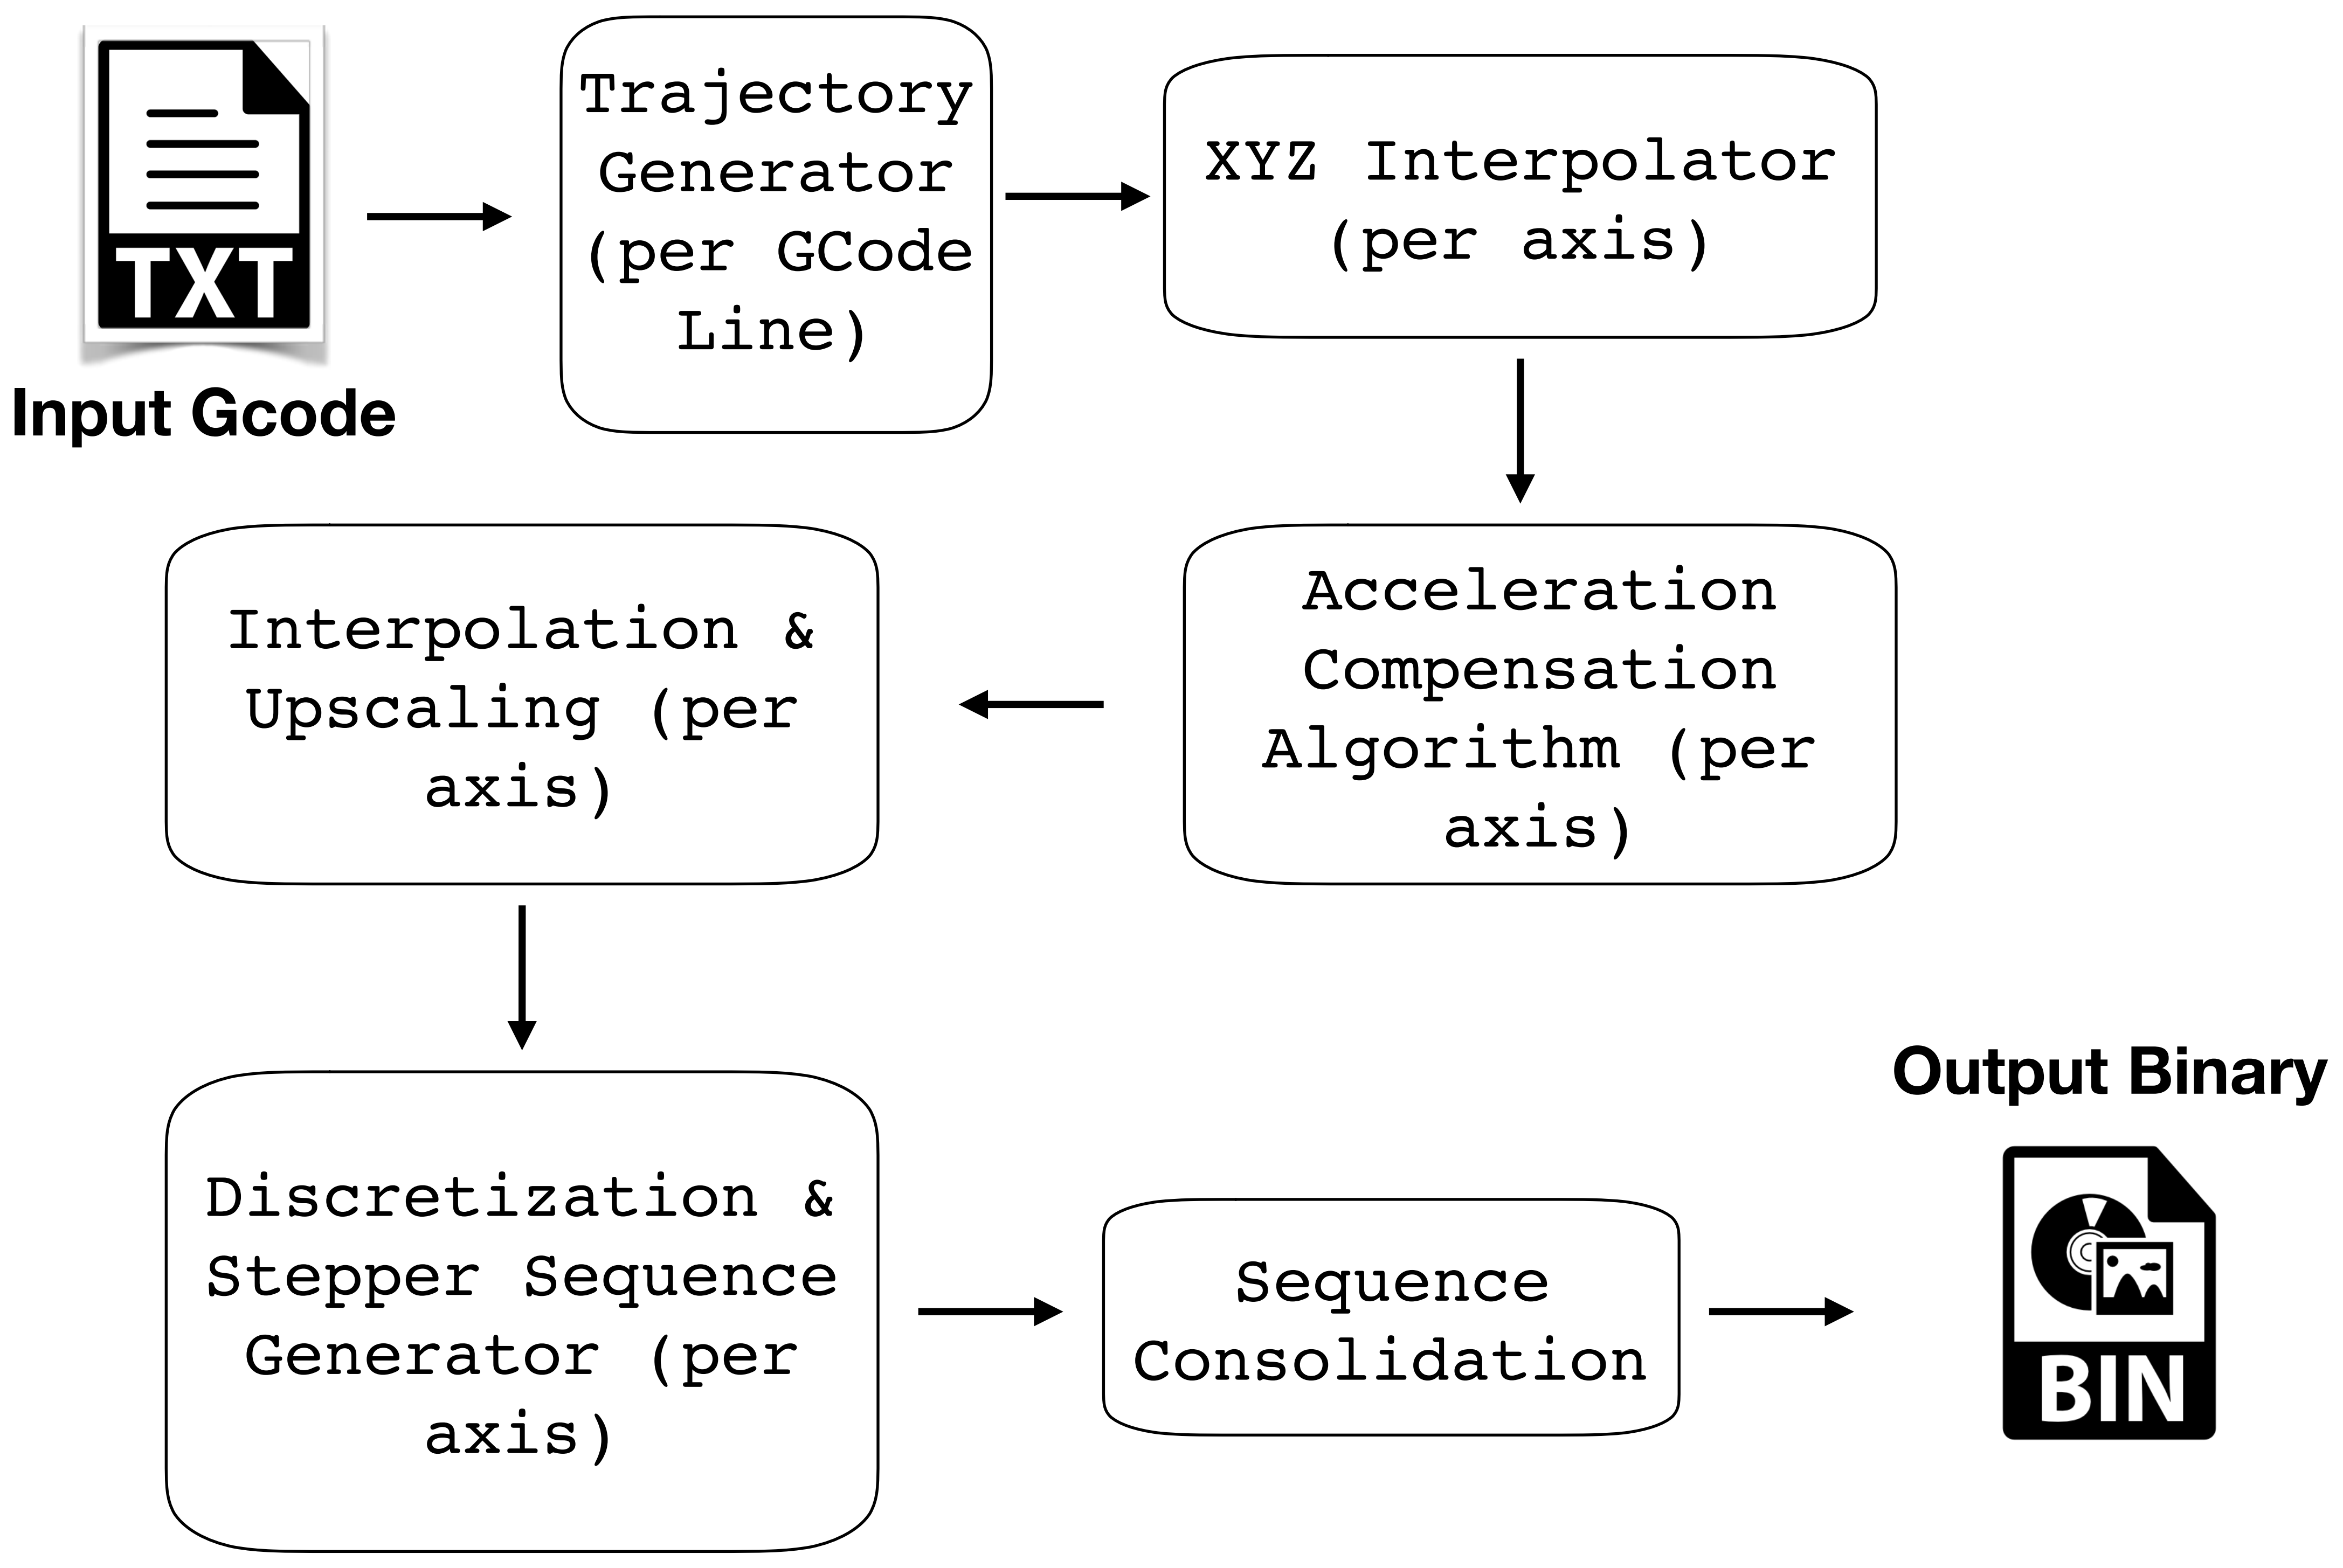 TXT
Input Gcode
Trajectory
Generator
(per GCode
Line)
XYZ Interpolator
(per axis)
Acceleration
Compensation
Algorithm (per
axis)
Interpolation &
Upscaling (per
axis)
Discretization &
Stepper Sequence
Generator (per
axis)
Sequence
Consolidation
Output Binary
BIN